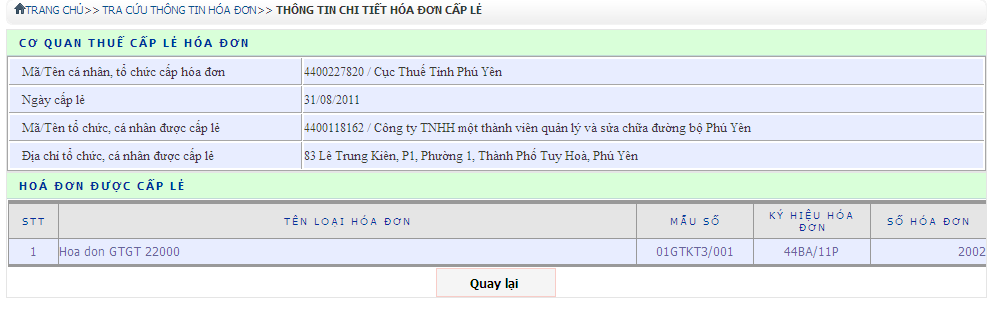 TRANG CHỦ>> TRA CỨU THÔNG TIN HÓA ĐƠN>> THÔNG TIN CHI TIẾT HÓA ĐƠN CẤP LẺ
CƠ QUAN THUẾ CẤP LẺ HÓA ĐƠN
Mã/Tên cá nhân, tổ chức cấp hóa đơn 4400227820 / Cục Thuế Tỉnh Phú Yên
Ngày cấp lẻ 31/08/2011
Mã/Tên tổ chức, cá nhân được cấp lẻ 4400118162 / Công ty TNHH một thành viên quản lý và sửa chữa đường bộ Phú Yên
Địa chỉ tổ chức, cá nhân được cấp lẻ 83 Lê Trung Kiên, P1, Phường 1, Thành Phố Tuy Hoà, Phú Yên
HOÁ ĐƠN ĐƯỢC CẤP LẺ
STT TÊN LOẠI HÓA ĐƠN MẪU SỐ KÝ HIỆU HÓA ĐƠN SỐ HÓA ĐƠN
1 Hoa don GTGT 22000 01GTKT3/001 44BA/11P 2002
Quay lại